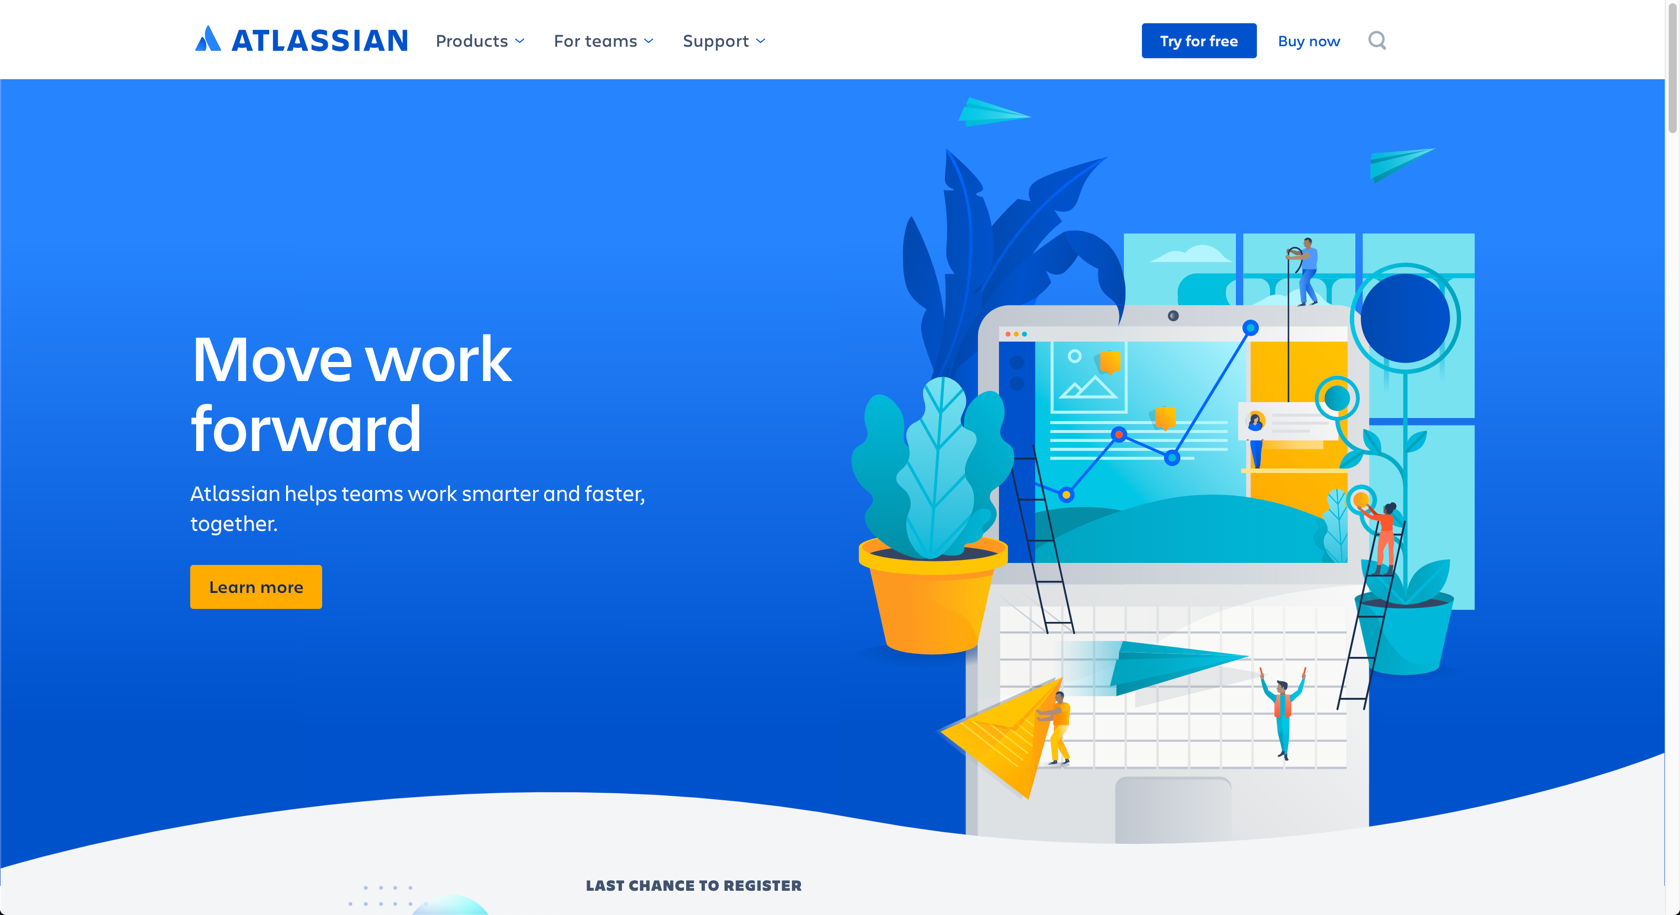 ATLASSIAN Products For teams Support Try for free Buy now
Move work
forward
Atlassian helps teams work smarter and faster,
together.
Learn more
LAST CHANCE TO REGISTER